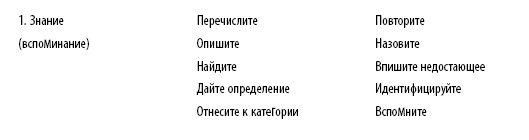 1. Знание Перечислите Повторите
(вспоминание) Опишите Назовите
Найдите Впишите недостающее
Дайте определение Идентифицируйте
Отнесите к категории Вспомните